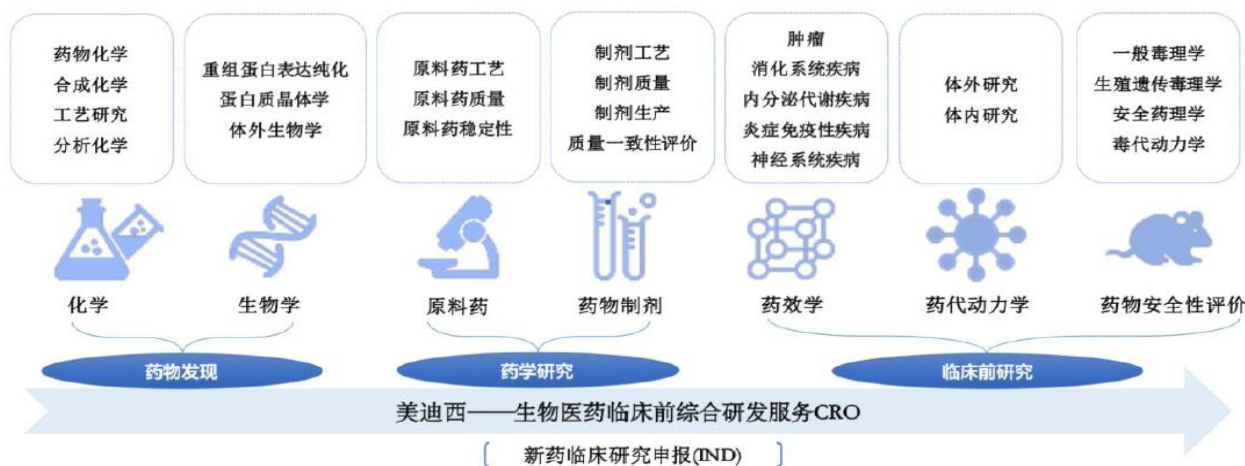 药物化学
合成化学
工艺研究
分析化学
重组蛋白表达纯化
蛋白质晶体学
体外生物学
原料药工艺
原料药质量
原料药稳定性
制剂工艺
制剂质量
制剂生产
质量一致性评价
肿瘤
消化系统疾病
内分泌代谢疾病
炎症免疫性疾病
神经系统疾病
体外研究
体内研究
一般毒理学
生殖遗传毒理学
安全药理学
毒代动力学
化学
生物学
原料药
药物制剂
药效学
药代动力学
药物安全性评价
药物发现
药学研究
临床前研究
美迪西——生物医药临床前综合研发服务CRO
[ 新药临床研究申报(IND) ]